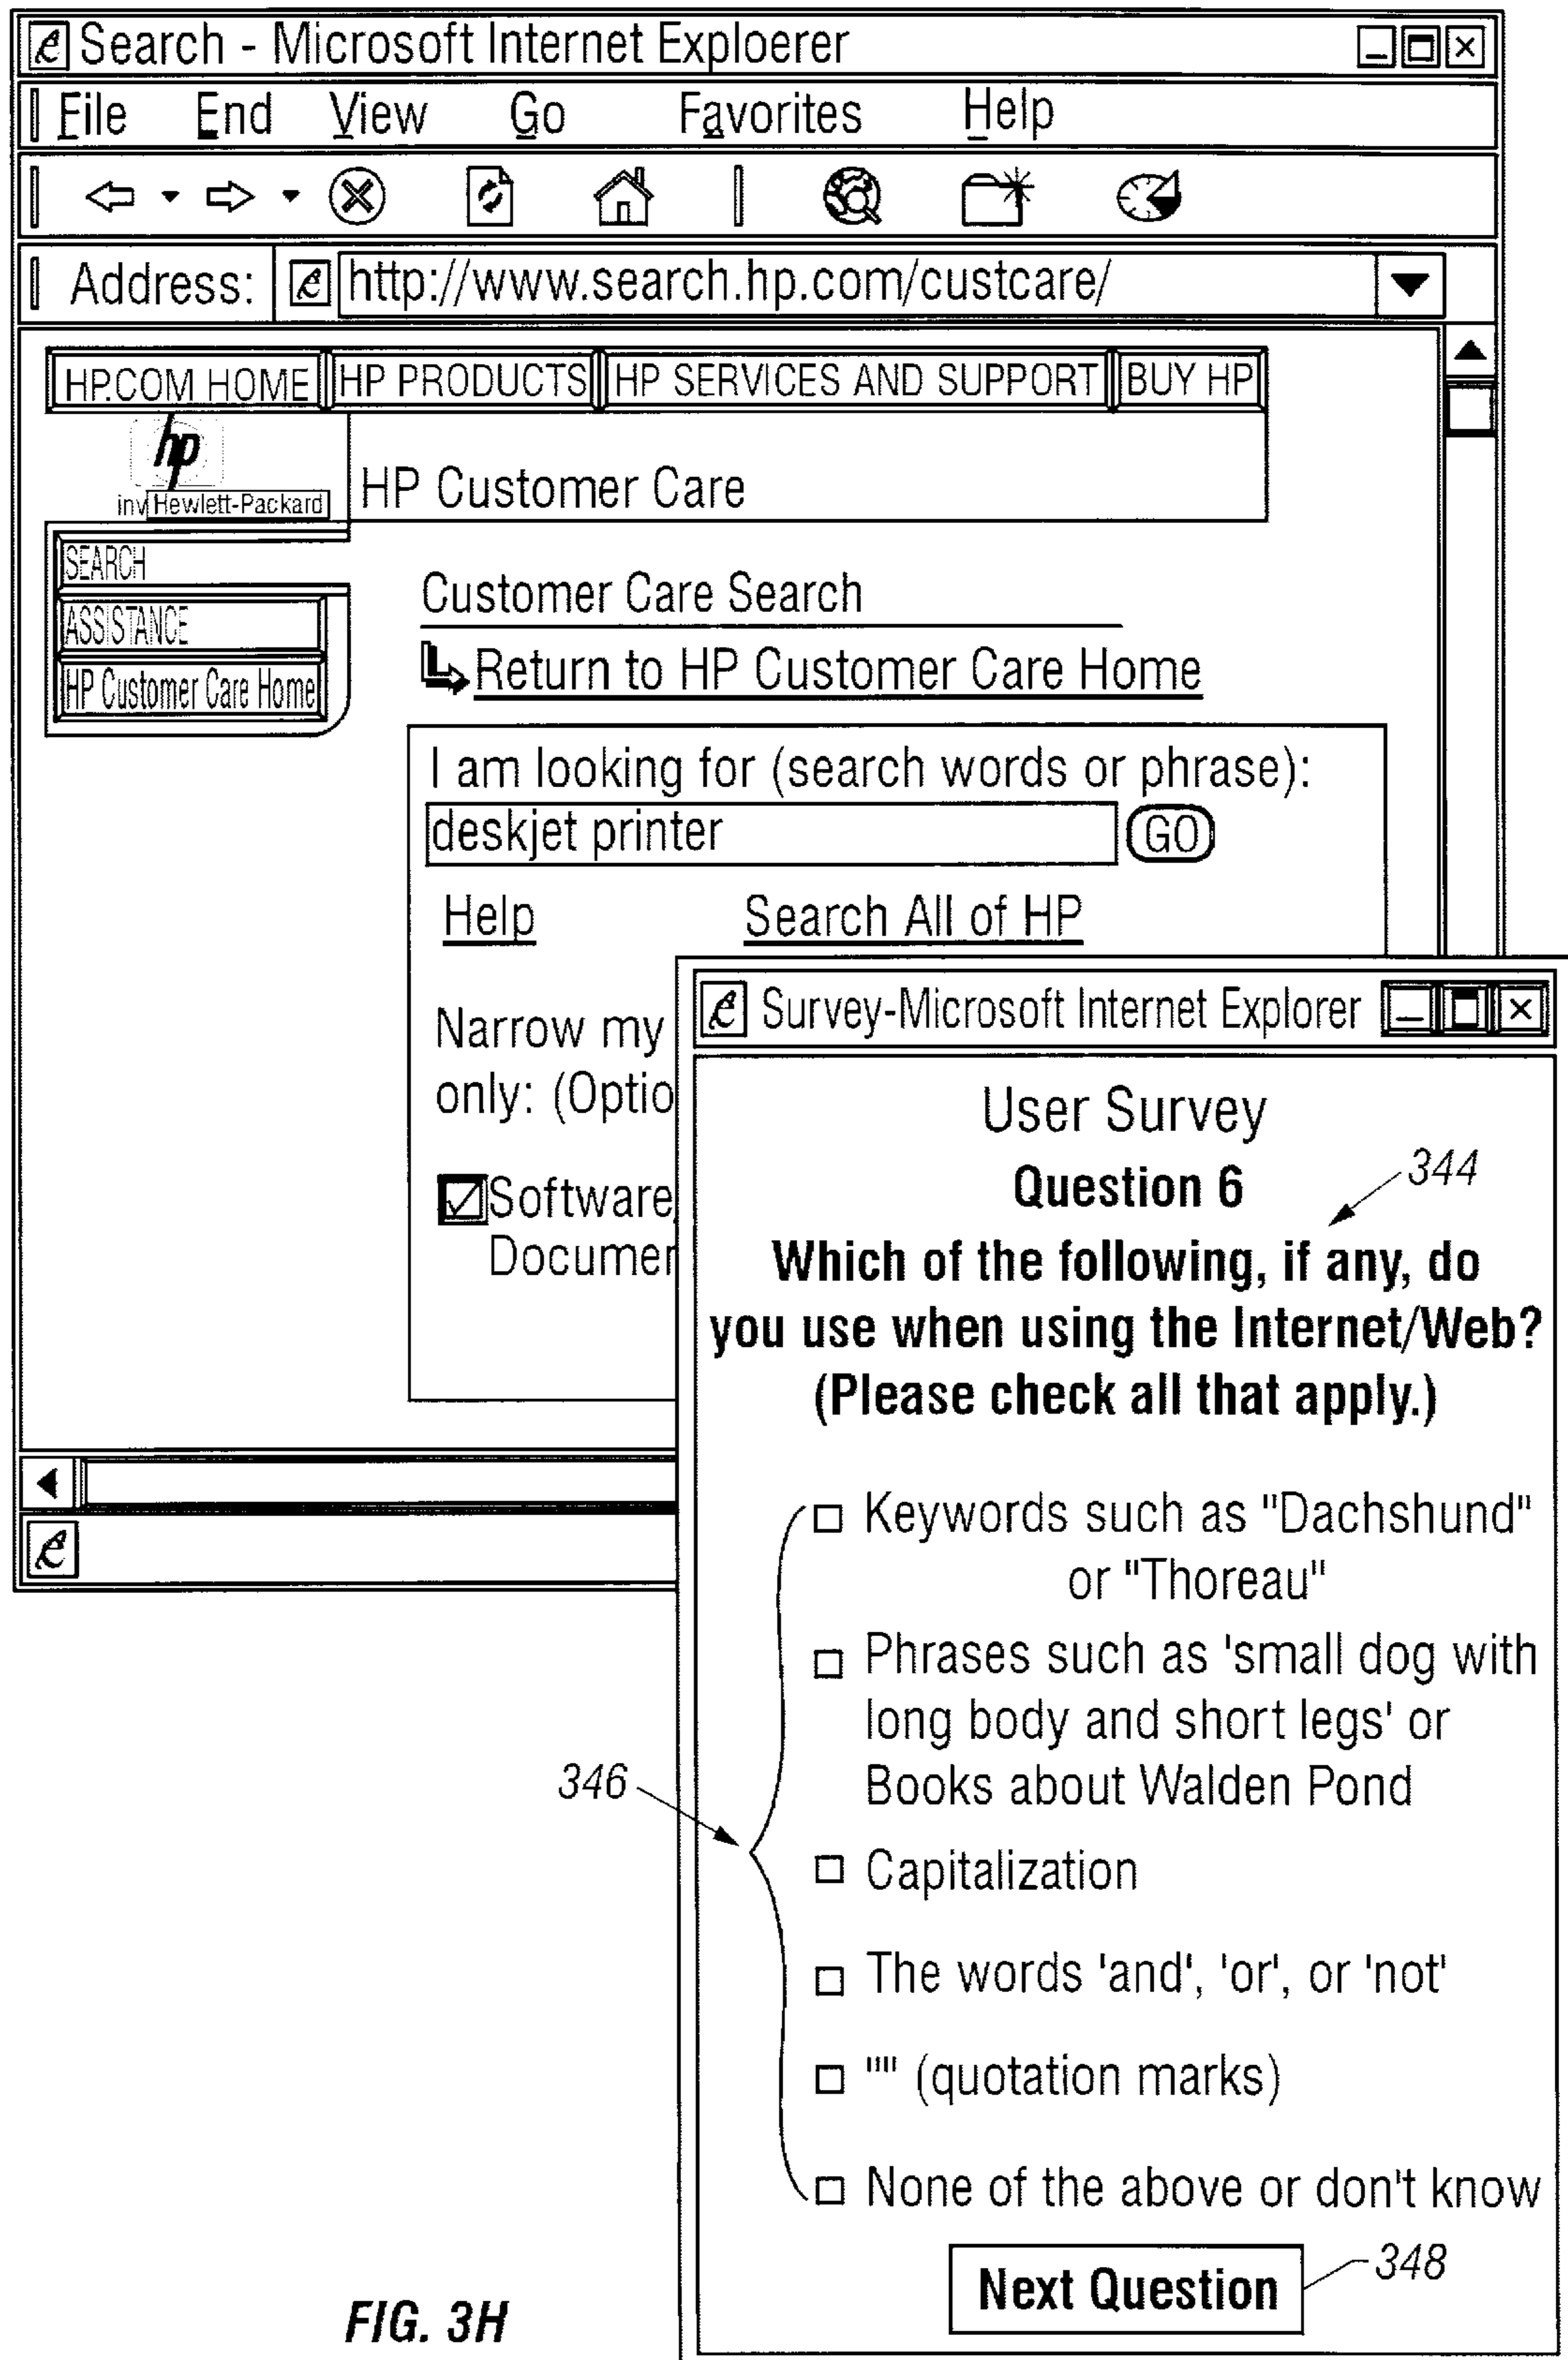 Search - Microsoft Internet Exploerer
File End View Go Favorites Help
Address: http://www.search.hp.com/custcare/
HP.COM HOME HP PRODUCTS HP SERVICES AND SUPPORT BUY HP
hp
inv Hewlett-Packard
HP Customer Care
SEARCH
ASSISTANCE
HP Customer Care Home
Customer Care Search
Return to HP Customer Care Home
I am looking for (search words or phrase):
deskjet printer GO
Help Search All of HP
Narrow my
only: (Optio
Software
Documen
Survey-Microsoft Internet Explorer
User Survey
Question 6
344
Which of the following, if any, do
you use when using the Internet/Web?
(Please check all that apply.)
Keywords such as "Dachshund"
or "Thoreau"
Phrases such as 'small dog with
long body and short legs' or
Books about Walden Pond
346
Capitalization
The words 'and', 'or', or 'not'
"" (quotation marks)
None of the above or don't know
Next Question
348
FIG. 3H